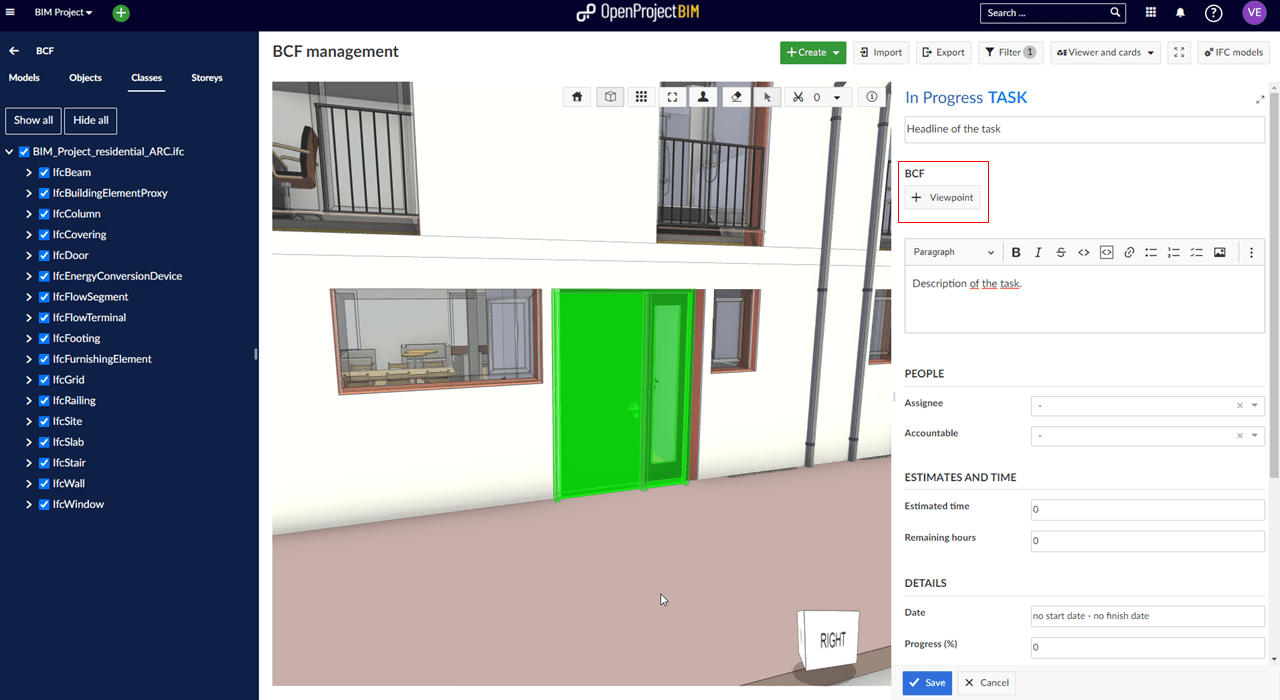 BIM Project
OpenProjectBIM
Search ...
?
VE
BCF
Models Objects Classes Storeys
Show all Hide all
BIM_Project_residential_ARC.ifc
IfcBeam
IfcBuildingElementProxy
IfcColumn
IfcCovering
IfcDoor
IfcEnergyConversionDevice
IfcFlowSegment
IfcFlowTerminal
IfcFooting
IfcFurnishingElement
IfcGrid
IfcRailing
IfcSite
IfcSlab
IfcStair
IfcWall
IfcWindow
BCF management
+ Create Import Export Filter 1 Viewer and cards IFC models
0
RIGHT
In Progress TASK
Headline of the task
BCF
+ Viewpoint
Paragraph B I S
Description of the task.
PEOPLE
Assignee -
Accountable -
ESTIMATES AND TIME
Estimated time 0
Remaining hours 0
DETAILS
Date no start date - no finish date
Progress (%) 0
Save Cancel